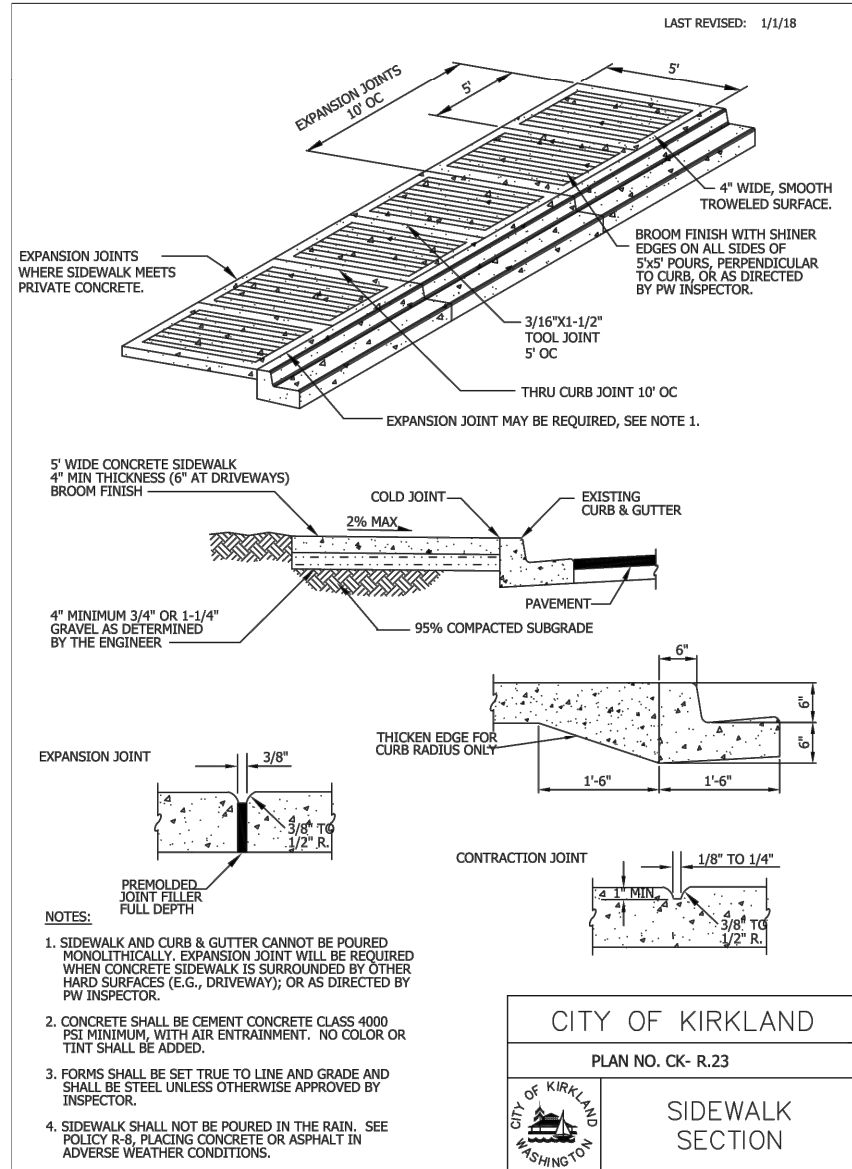 LAST REVISED: 1/1/18
EXPANSION JOINTS
10' OC
5'
5'
4" WIDE, SMOOTH
TROWELED SURFACE.
BROOM FINISH WITH SHINER
EDGES ON ALL SIDES OF
5'x5' POURS, PERPENDICULAR
TO CURB, OR AS DIRECTED
BY PW INSPECTOR.
EXPANSION JOINTS
WHERE SIDEWALK MEETS
PRIVATE CONCRETE.
3/16"X1-1/2"
TOOL JOINT
5' OC
THRU CURB JOINT 10' OC
EXPANSION JOINT MAY BE REQUIRED, SEE NOTE 1.
5' WIDE CONCRETE SIDEWALK
4" MIN THICKNESS (6" AT DRIVEWAYS)
BROOM FINISH
COLD JOINT
EXISTING
CURB & GUTTER
2% MAX
PAVEMENT
4" MINIMUM 3/4" OR 1-1/4"
GRAVEL AS DETERMINED
BY THE ENGINEER
95% COMPACTED SUBGRADE
6"
6"
6"
THICKEN EDGE FOR
CURB RADIUS ONLY
1'-6"
1'-6"
EXPANSION JOINT
3/8"
3/8" TO
1/2" R.
PREMOLDED
JOINT FILLER
FULL DEPTH
CONTRACTION JOINT
1/8" TO 1/4"
1" MIN
3/8" TO
1/2" R.
NOTES:
1. SIDEWALK AND CURB & GUTTER CANNOT BE POURED
MONOLITHICALLY. EXPANSION JOINT WILL BE REQUIRED
WHEN CONCRETE SIDEWALK IS SURROUNDED BY OTHER
HARD SURFACES (E.G., DRIVEWAY); OR AS DIRECTED BY
PW INSPECTOR.
2. CONCRETE SHALL BE CEMENT CONCRETE CLASS 4000
PSI MINIMUM, WITH AIR ENTRAINMENT. NO COLOR OR
TINT SHALL BE ADDED.
3. FORMS SHALL BE SET TRUE TO LINE AND GRADE AND
SHALL BE STEEL UNLESS OTHERWISE APPROVED BY
INSPECTOR.
4. SIDEWALK SHALL NOT BE POURED IN THE RAIN. SEE
POLICY R-8, PLACING CONCRETE OR ASPHALT IN
ADVERSE WEATHER CONDITIONS.
CITY OF KIRKLAND
PLAN NO. CK- R.23
CITY OF KIRKLAND
WASHINGTON
SIDEWALK
SECTION